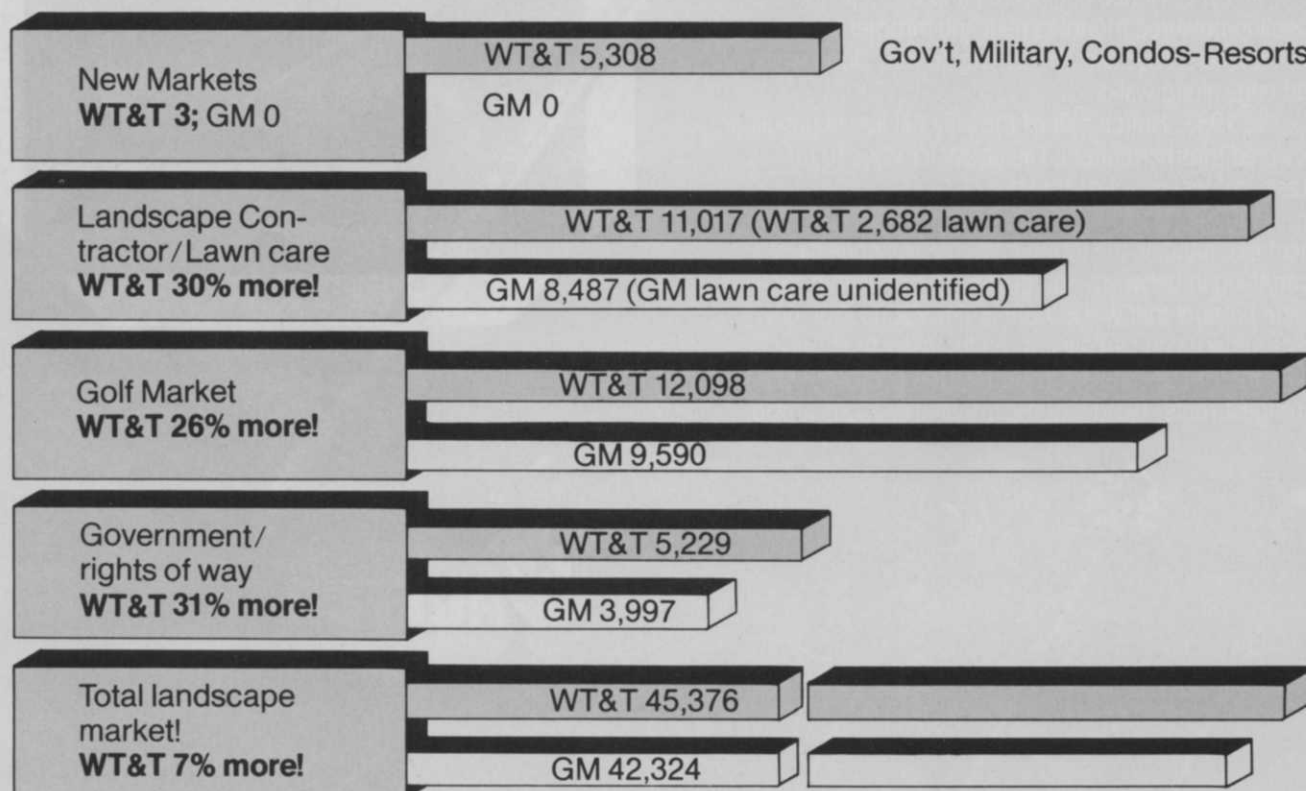 New Markets
WT&T 3; GM 0
WT&T 5,308
Gov't, Military, Condos-Resorts
GM 0
Landscape Con-
tractor/Lawn care
WT&T 30% more!
WT&T 11,017 (WT&T 2,682 lawn care)
GM 8,487 (GM lawn care unidentified)
Golf Market
WT&T 26% more!
WT&T 12,098
GM 9,590
Government/
rights of way
WT&T 31% more!
WT&T 5,229
GM 3,997
Total landscape
market!
WT&T 7% more!
WT&T 45,376
GM 42,324